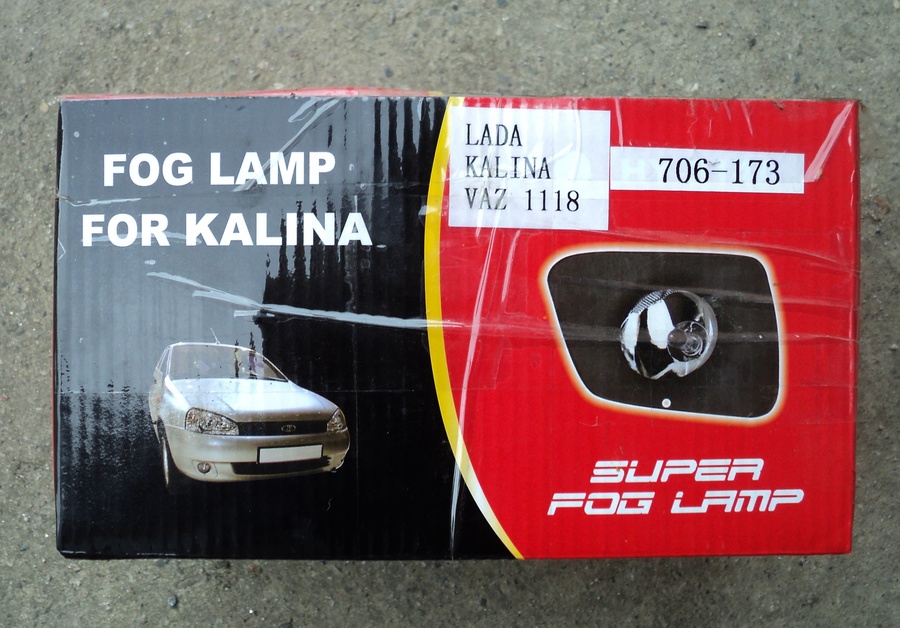 FOG LAMP
FOR KALINA
LADA
KALINA
VAZ 1118
706-173
SUPER
FOG LAMP